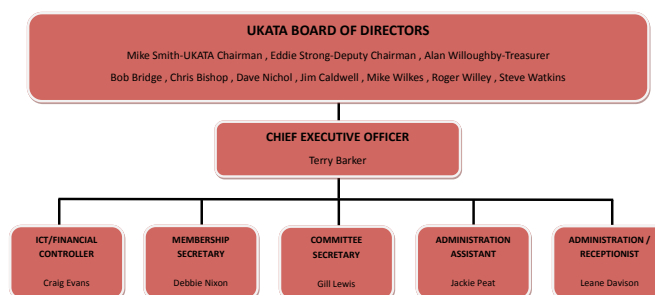 UKATA BOARD OF DIRECTORS
Mike Smith-UKATA Chairman , Eddie Strong-Deputy Chairman , Alan Willoughby-Treasurer
Bob Bridge , Chris Bishop , Dave Nichol , Jim Caldwell , Mike Wilkes , Roger Willey , Steve Watkins
CHIEF EXECUTIVE OFFICER
Terry Barker
ICT/FINANCIAL
CONTROLLER
Craig Evans
MEMBERSHIP
SECRETARY
Debbie Nixon
COMMITTEE
SECRETARY
Gill Lewis
ADMINISTRATION
ASSISTANT
Jackie Peat
ADMINISTRATION /
RECEPTIONIST
Leane Davison